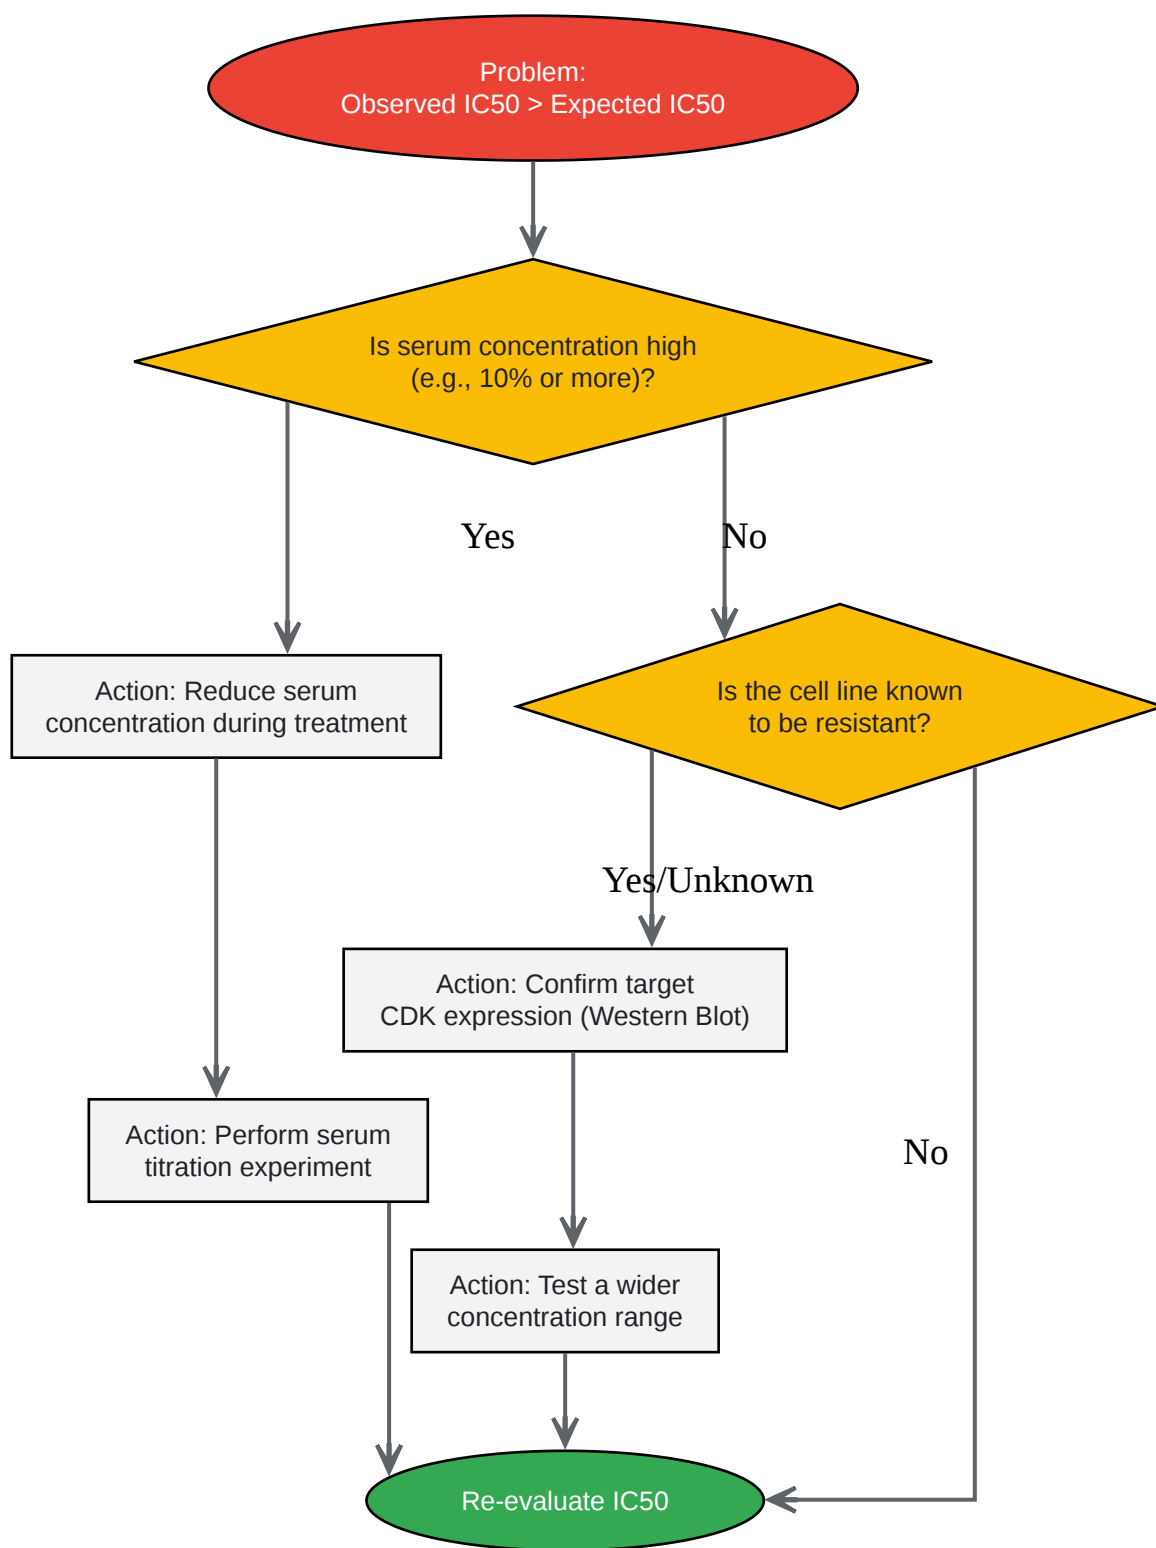 Problem:
Observed IC50 > Expected IC50
Is serum concentration high
(e.g., 10% or more)?
Yes
No
Action: Reduce serum
concentration during treatment
Is the cell line known
to be resistant?
Yes/Unknown
Action: Confirm target
CDK expression (Western Blot)
Action: Perform serum
titration experiment
No
Action: Test a wider
concentration range
Re-evaluate IC50